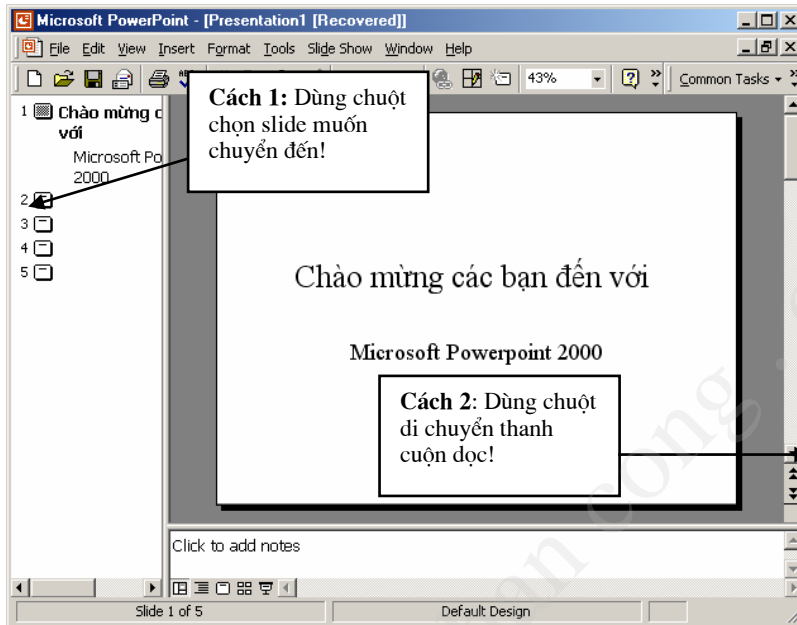 Microsoft PowerPoint - [Presentation1 [Recovered]]
File Edit View Insert Format Tools Slide Show Window Help
43%
Common Tasks
Cách 1: Dùng chuột
chọn slide muốn
chuyển đến!
1 Chào mừng c
với
Microsoft Po
2000
2
3
4
5
Chào mừng các bạn đến với
Microsoft Powerpoint 2000
Cách 2: Dùng chuột
di chuyển thanh
cuộn dọc!
Click to add notes
Slide 1 of 5 Default Design